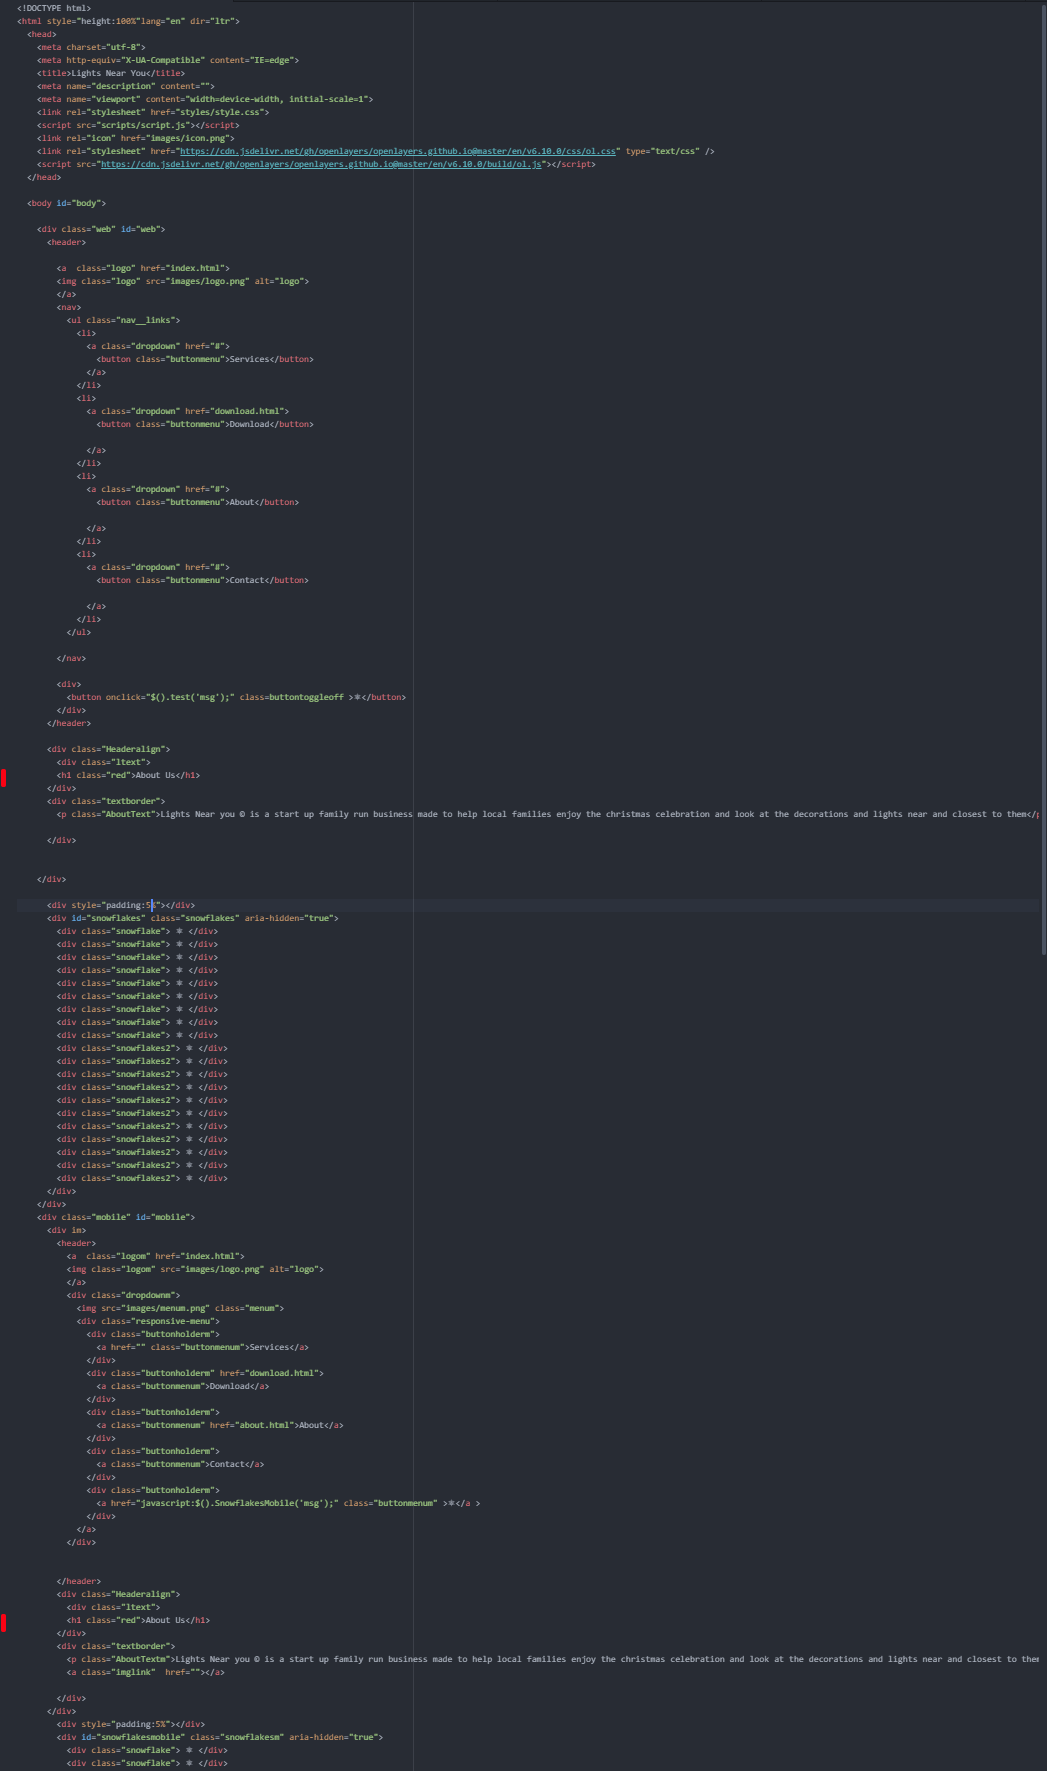 <!DOCTYPE html>
<html style="height:100%"lang="en" dir="ltr">
<head>
<meta charset="utf-8">
<meta http-equiv="X-UA-Compatible" content="IE=edge">
<title>Lights Near You</title>
<meta name="description" content="">
<meta name="viewport" content="width=device-width, initial-scale=1">
<link rel="stylesheet" href="styles/style.css">
<script src="scripts/script.js"></script>
<link rel="icon" href="images/icon.png">
<link rel="stylesheet" href="https://cdn.jsdelivr.net/gh/openlayers/openlayers.github.io@master/en/v6.10.0/css/ol.css" type="text/css" />
<script src="https://cdn.jsdelivr.net/gh/openlayers/openlayers.github.io@master/en/v6.10.0/build/ol.js"></script>
</head>
<body id="body">
<div class="web" id="web">
<header>
<a  class="logo" href="index.html">
<img class="logo" src="images/logo.png" alt="logo">
</a>
<nav>
<ul class="nav__links">
<li>
<a class="dropdown" href="#">
<button class="buttonmenu">Services</button>
</a>
</li>
<li>
<a class="dropdown" href="download.html">
<button class="buttonmenu">Download</button>
</a>
</li>
<li>
<a class="dropdown" href="#">
<button class="buttonmenu">About</button>
</a>
</li>
<li>
<a class="dropdown" href="#">
<button class="buttonmenu">Contact</button>
</a>
</li>
</ul>
</nav>
<div>
<button onclick="$().test('msg');" class=buttontoggleoff >❄</button>
</div>
</header>
<div class="Headeralign">
<div class="ltext">
<h1 class="red">About Us</h1>
</div>
<div class="textborder">
<p class="AboutText">Lights Near you © is a start up family run business made to help local families enjoy the christmas celebration and look at the decorations and lights near and closest to them</p
</div>
</div>
<div style="padding:5%"></div>
<div id="snowflakes" class="snowflakes" aria-hidden="true">
<div class="snowflake"> ❄ </div>
<div class="snowflake"> ❄ </div>
<div class="snowflake"> ❄ </div>
<div class="snowflake"> ❄ </div>
<div class="snowflake"> ❄ </div>
<div class="snowflake"> ❄ </div>
<div class="snowflake"> ❄ </div>
<div class="snowflake"> ❄ </div>
<div class="snowflake"> ❄ </div>
<div class="snowflakes2"> ❄ </div>
<div class="snowflakes2"> ❄ </div>
<div class="snowflakes2"> ❄ </div>
<div class="snowflakes2"> ❄ </div>
<div class="snowflakes2"> ❄ </div>
<div class="snowflakes2"> ❄ </div>
<div class="snowflakes2"> ❄ </div>
<div class="snowflakes2"> ❄ </div>
<div class="snowflakes2"> ❄ </div>
<div class="snowflakes2"> ❄ </div>
<div class="snowflakes2"> ❄ </div>
</div>
</div>
<div class="mobile" id="mobile">
<div im>
<header>
<a  class="logom" href="index.html">
<img class="logom" src="images/logo.png" alt="logo">
</a>
<div class="dropdownm">
<img src="images/menum.png" class="menum">
<div class="responsive-menu">
<div class="buttonholderm">
<a href="" class="buttonmenum">Services</a>
</div>
<div class="buttonholderm" href="download.html">
<a class="buttonmenum">Download</a>
</div>
<div class="buttonholderm">
<a class="buttonmenum" href="about.html">About</a>
</div>
<div class="buttonholderm">
<a class="buttonmenum">Contact</a>
</div>
<div class="buttonholderm">
<a href="javascript:$().SnowflakesMobile('msg');" class="buttonmenum" >❄</a >
</div>
</a>
</div>
</header>
<div class="Headeralign">
<div class="ltext">
<h1 class="red">About Us</h1>
</div>
<div class="textborder">
<p class="AboutTextm">Lights Near you © is a start up family run business made to help local families enjoy the christmas celebration and look at the decorations and lights near and closest to them
<a class="imglink"  href=""></a>
</div>
</div>
<div style="padding:5%"></div>
<div id="snowflakesmobile" class="snowflakesm" aria-hidden="true">
<div class="snowflake"> ❄ </div>
<div class="snowflake"> ❄ </div>